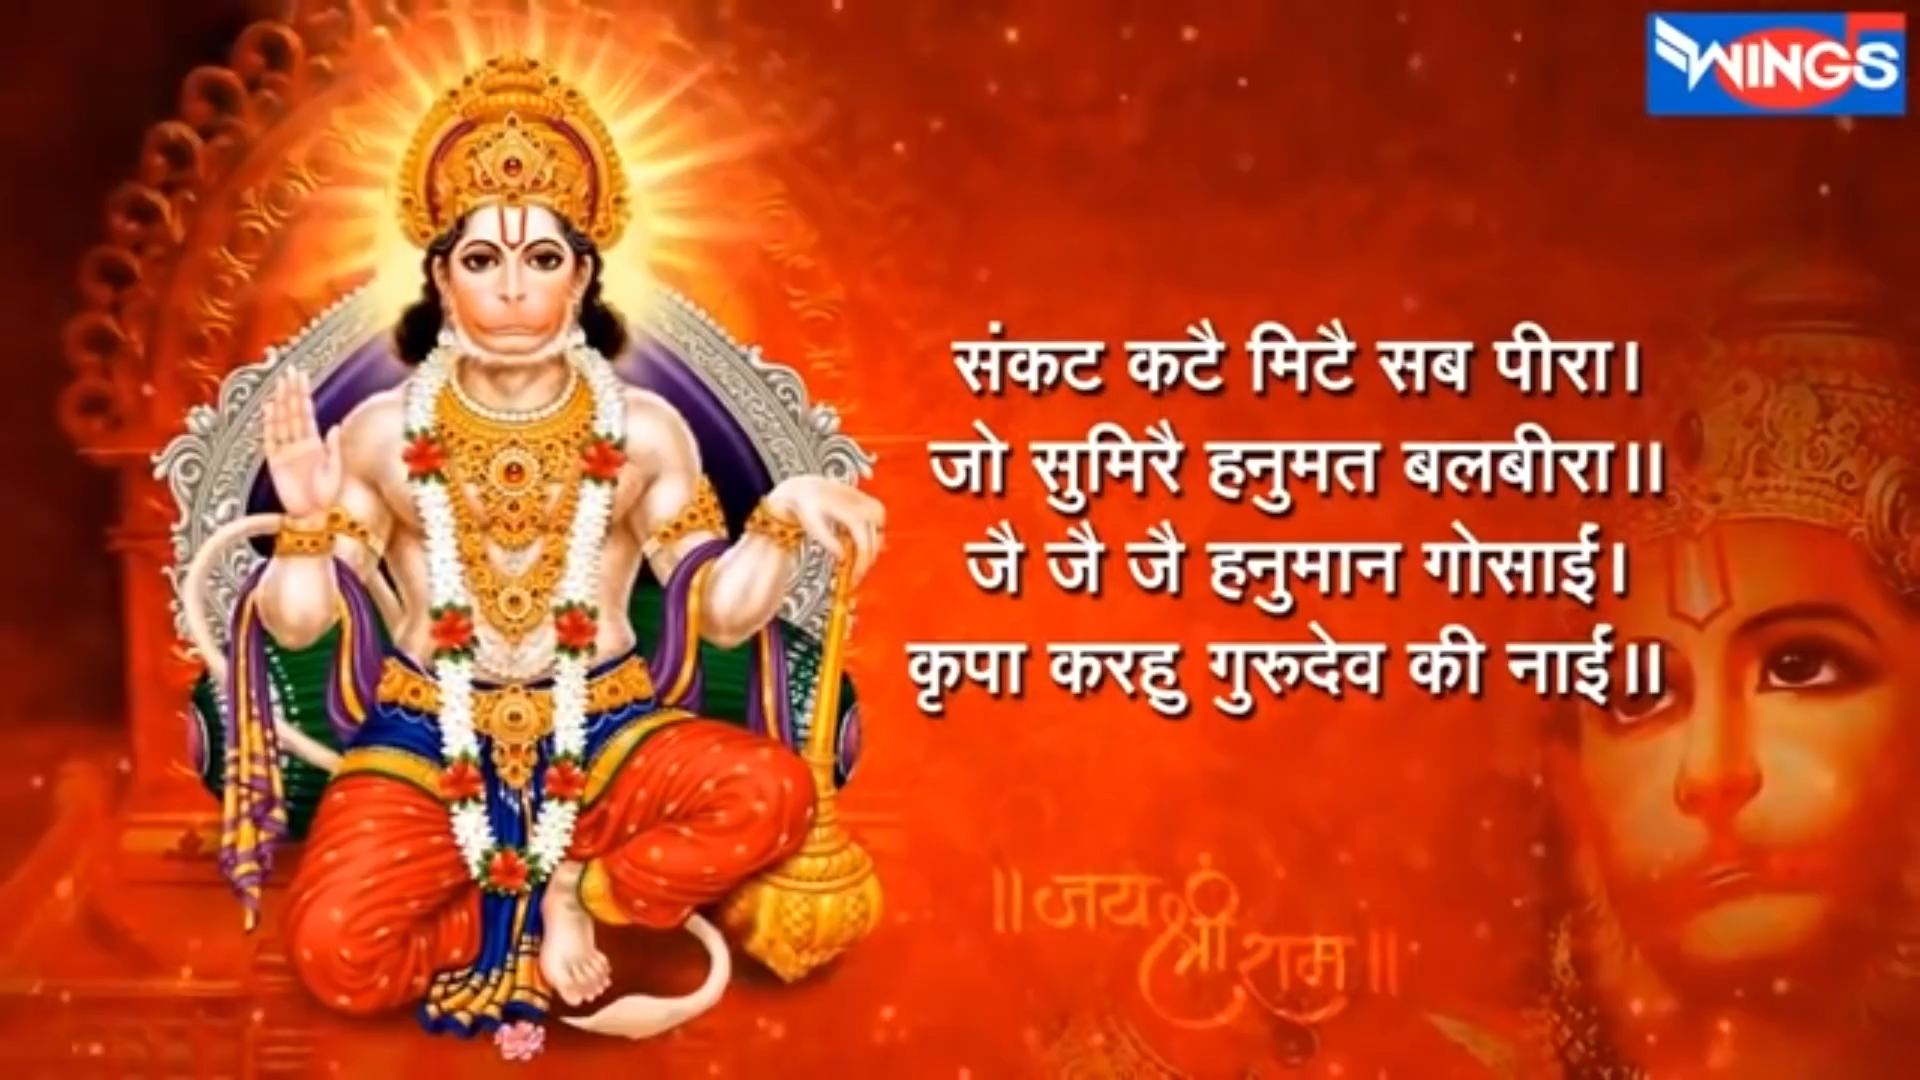 WINGS
संकट कटै मिटै सब पीरा।
जो सुमिरै हनुमत बलबीरा॥
जै जै जै हनुमान गोसाईं।
कृपा करहु गुरुदेव की नाईं॥
॥ जय श्री राम ॥